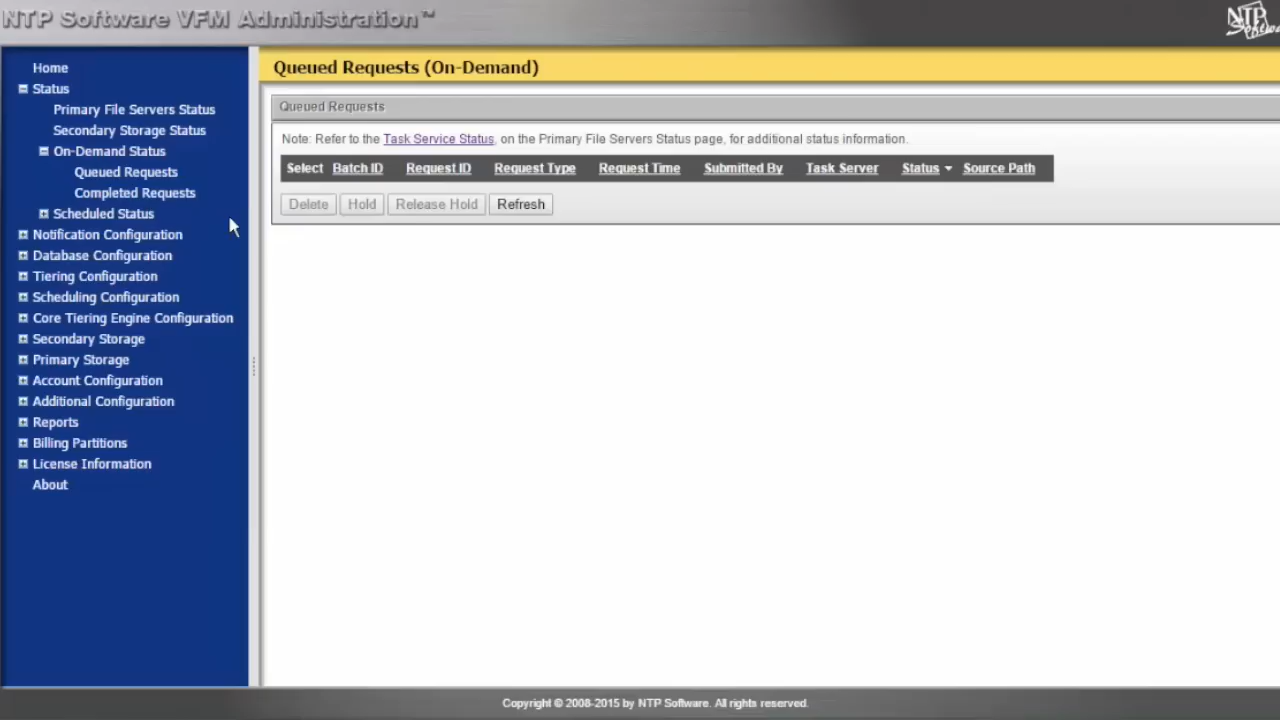 NTP Software VFM Administration™
NTP Software
Home
Status
Primary File Servers Status
Secondary Storage Status
On-Demand Status
Queued Requests
Completed Requests
Scheduled Status
Notification Configuration
Database Configuration
Tiering Configuration
Scheduling Configuration
Core Tiering Engine Configuration
Secondary Storage
Primary Storage
Account Configuration
Additional Configuration
Reports
Billing Partitions
License Information
About
Queued Requests (On-Demand)
Queued Requests
Note: Refer to the Task Service Status, on the Primary File Servers Status page, for additional status information.
Select Batch ID Request ID Request Type Request Time Submitted By Task Server Status Source Path
Delete Hold Release Hold Refresh
Copyright © 2008-2015 by NTP Software. All rights reserved.